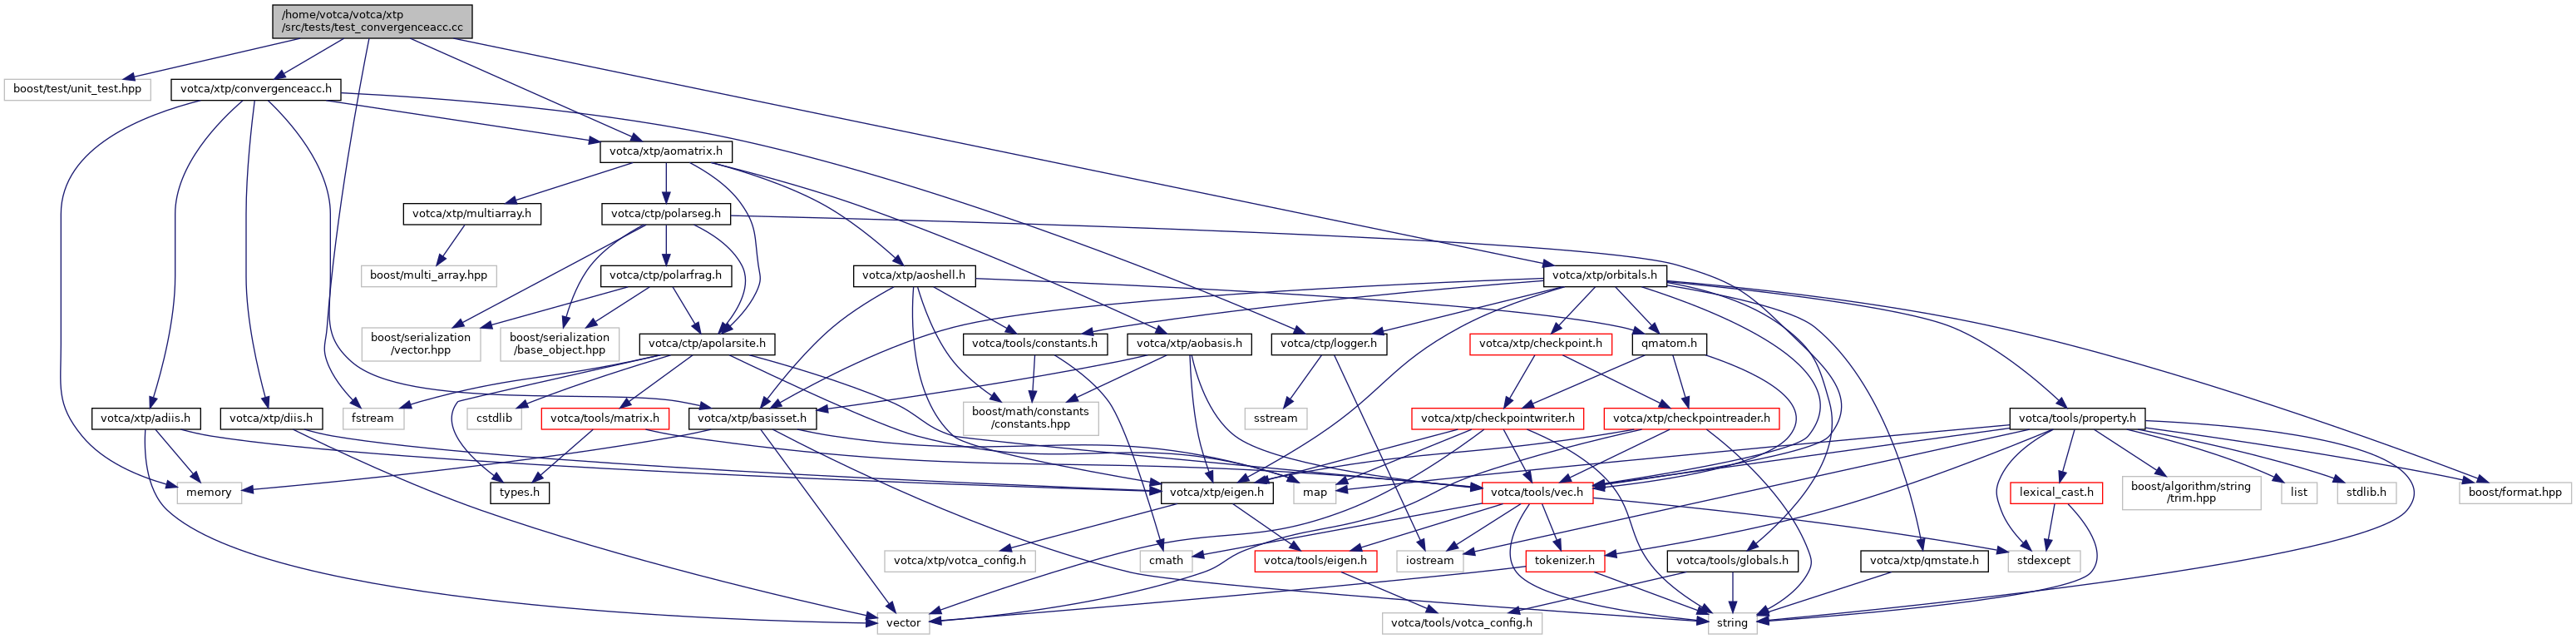 /home/votca/votca/xtp
/src/tests/test_convergenceacc.cc
boost/test/unit_test.hpp
votca/xtp/convergenceacc.h
votca/xtp/aomatrix.h
votca/xtp/multiarray.h
votca/ctp/polarseg.h
boost/multi_array.hpp
votca/ctp/polarfrag.h
votca/xtp/aoshell.h
votca/xtp/orbitals.h
boost/serialization
/vector.hpp
boost/serialization
/base_object.hpp
votca/ctp/apolarsite.h
votca/tools/constants.h
votca/xtp/aobasis.h
votca/ctp/logger.h
votca/xtp/checkpoint.h
qmatom.h
votca/xtp/adiis.h
votca/xtp/diis.h
fstream
cstdlib
votca/tools/matrix.h
votca/xtp/basisset.h
boost/math/constants
/constants.hpp
sstream
votca/xtp/checkpointwriter.h
votca/xtp/checkpointreader.h
votca/tools/property.h
memory
types.h
votca/xtp/eigen.h
map
votca/tools/vec.h
lexical_cast.h
boost/algorithm/string
/trim.hpp
list
stdlib.h
boost/format.hpp
votca/xtp/votca_config.h
cmath
votca/tools/eigen.h
iostream
tokenizer.h
votca/tools/globals.h
votca/xtp/qmstate.h
stdexcept
vector
votca/tools/votca_config.h
string